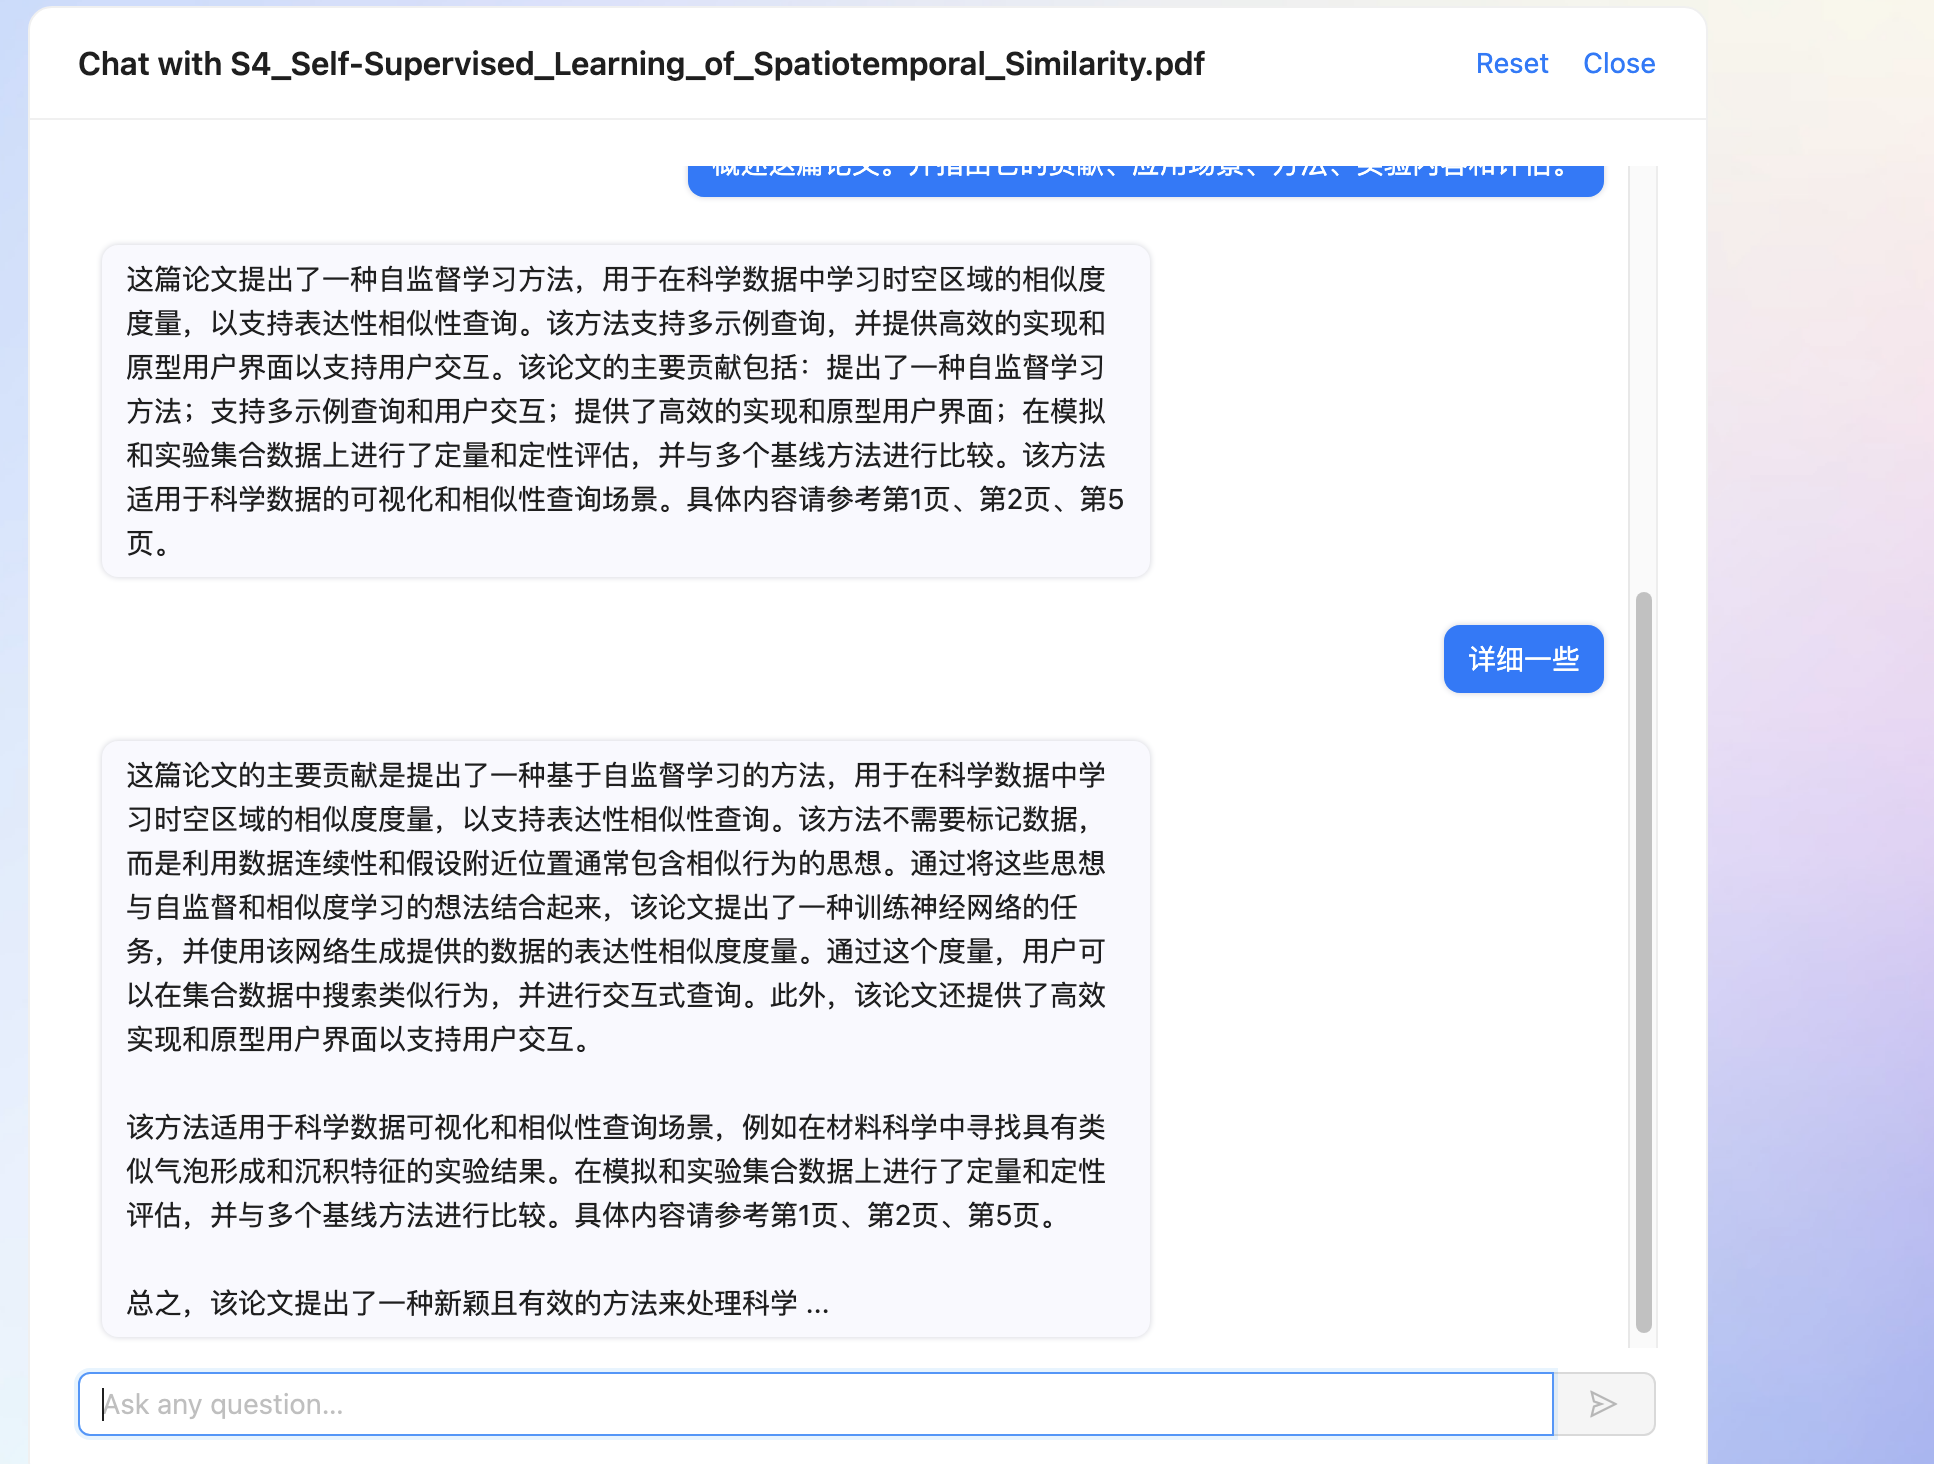 Chat with S4_Self-Supervised_Learning_of_Spatiotemporal_Similarity.pdf
Reset Close
概述这篇论文。并指出它的贡献、应用场景、方法、实验内容和评估。
这篇论文提出了一种自监督学习方法，用于在科学数据中学习时空区域的相似度
度量，以支持表达性相似性查询。该方法支持多示例查询，并提供高效的实现和
原型用户界面以支持用户交互。该论文的主要贡献包括：提出了一种自监督学习
方法；支持多示例查询和用户交互；提供了高效的实现和原型用户界面；在模拟
和实验集合数据上进行了定量和定性评估，并与多个基线方法进行比较。该方法
适用于科学数据的可视化和相似性查询场景。具体内容请参考第1页、第2页、第5
页。
详细一些
这篇论文的主要贡献是提出了一种基于自监督学习的方法，用于在科学数据中学
习时空区域的相似度度量，以支持表达性相似性查询。该方法不需要标记数据，
而是利用数据连续性和假设附近位置通常包含相似行为的思想。通过将这些思想
与自监督和相似度学习的想法结合起来，该论文提出了一种训练神经网络的任
务，并使用该网络生成提供的数据的表达性相似度度量。通过这个度量，用户可
以在集合数据中搜索类似行为，并进行交互式查询。此外，该论文还提供了高效
实现和原型用户界面以支持用户交互。
该方法适用于科学数据可视化和相似性查询场景，例如在材料科学中寻找具有类
似气泡形成和沉积特征的实验结果。在模拟和实验集合数据上进行了定量和定性
评估，并与多个基线方法进行比较。具体内容请参考第1页、第2页、第5页。
总之，该论文提出了一种新颖且有效的方法来处理科学 ...
Ask any question...